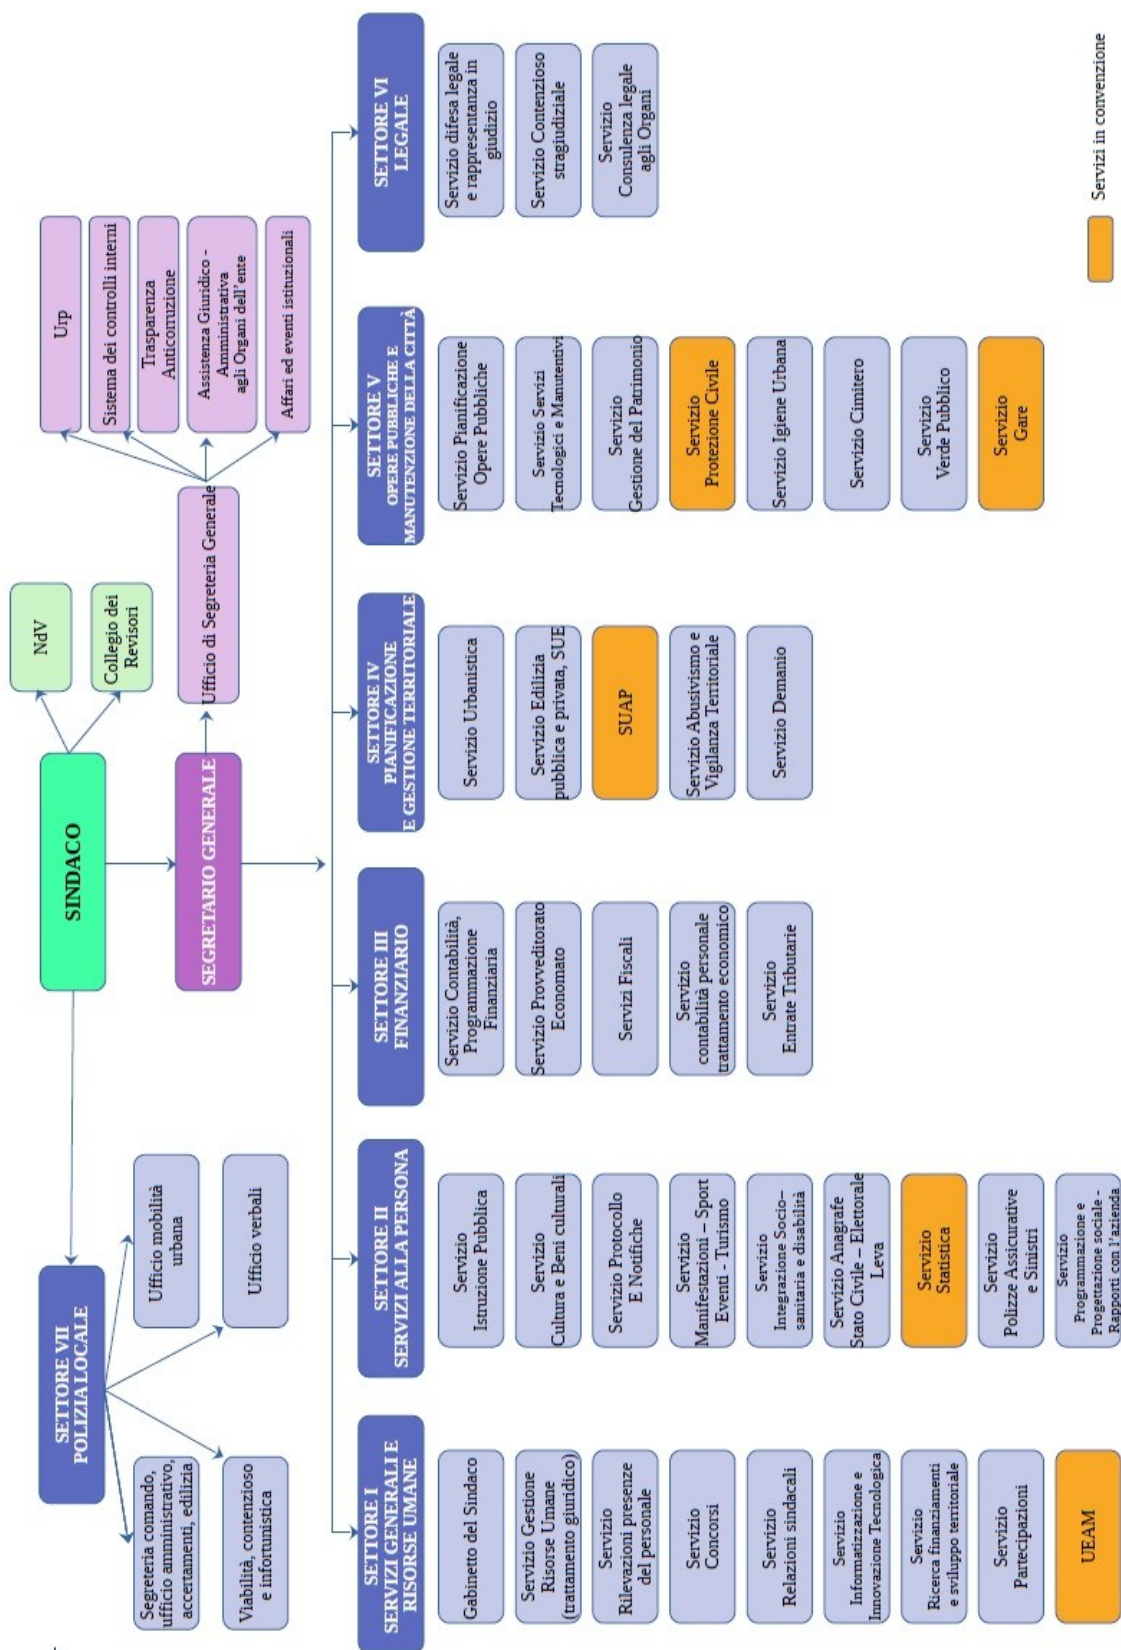 SINDACO
NdV
Collegio dei
Revisori
SEGRETARIO GENERALE
Ufficio di Segreteria Generale
Urp
Sistema dei controlli interni
Trasparenza
Anticorruzione
Assistenza Giuridico -
Amministrativa
agli Organi dell'ente
Affari ed eventi istituzionali
SETTORE VII
POLIZIA LOCALE
Segreteria comando,
ufficio amministrativo,
accertamenti, edilizia
Viabilità, contenzioso
e infortunistica
Ufficio mobilità
urbana
Ufficio verbali
SETTORE I
SERVIZI GENERALI E
RISORSE UMANE
Gabinetto del Sindaco
Servizio Gestione
Risorse Umane
(trattamento giuridico)
Servizio
Rilevazioni presenze
del personale
Servizio
Concorsi
Servizio
Relazioni sindacali
Servizio
Informatizzazione e
Innovazione Tecnologica
Servizio
Ricerca finanziamenti
e sviluppo territoriale
Servizio
Partecipazioni
UEAM
SETTORE II
SERVIZI ALLA PERSONA
Servizio
Istruzione Pubblica
Servizio
Cultura e Beni culturali
Servizio Protocollo
E Notifiche
Servizio
Manifestazioni – Sport
Eventi - Turismo
Servizio
Integrazione Socio–
sanitaria e disabilità
Servizio Anagrafe
Stato Civile – Elettorale
Leva
Servizio
Statistica
Servizio
Polizze Assicurative
e Sinistri
Servizio
Programmazione e
Progettazione sociale -
Rapporti con l'azienda
SETTORE III
FINANZIARIO
Servizio Contabilità,
Programmazione
Finanziaria
Servizio Provveditorato
Economato
Servizi Fiscali
Servizio
contabilità personale
trattamento economico
Servizio
Entrate Tributarie
SETTORE IV
PIANIFICAZIONE
E GESTIONE TERRITORIALE
Servizio Urbanistica
Servizio Edilizia
pubblica e privata, SUE
SUAP
Servizio Abusivismo e
Vigilanza Territoriale
Servizio Demanio
SETTORE V
OPERE PUBBLICHE E
MANUTENZIONE DELLA CITTÀ
Servizio Pianificazione
Opere Pubbliche
Servizio Servizi
Tecnologici e Manutentivi
Servizio
Gestione del Patrimonio
Servizio
Protezione Civile
Servizio Igiene Urbana
Servizio Cimitero
Servizio
Verde Pubblico
Servizio
Gare
SETTORE VI
LEGALE
Servizio difesa legale
e rappresentanza in
giudizio
Servizio Contenzioso
stragiudiziale
Servizio
Consulenza legale
agli Organi
Servizi in convenzione